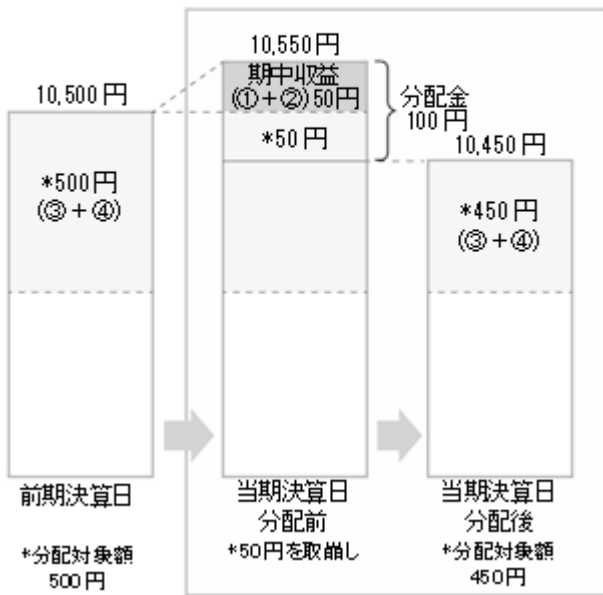 10,500円
*500円
(③+④)
前期決算日
*分配対象額
500円
10,550円
期中収益
(①+②)50円
*50円
分配金
100円
当期決算日
分配前
*50円を取崩し
10,450円
*450円
(③+④)
当期決算日
分配後
*分配対象額
450円